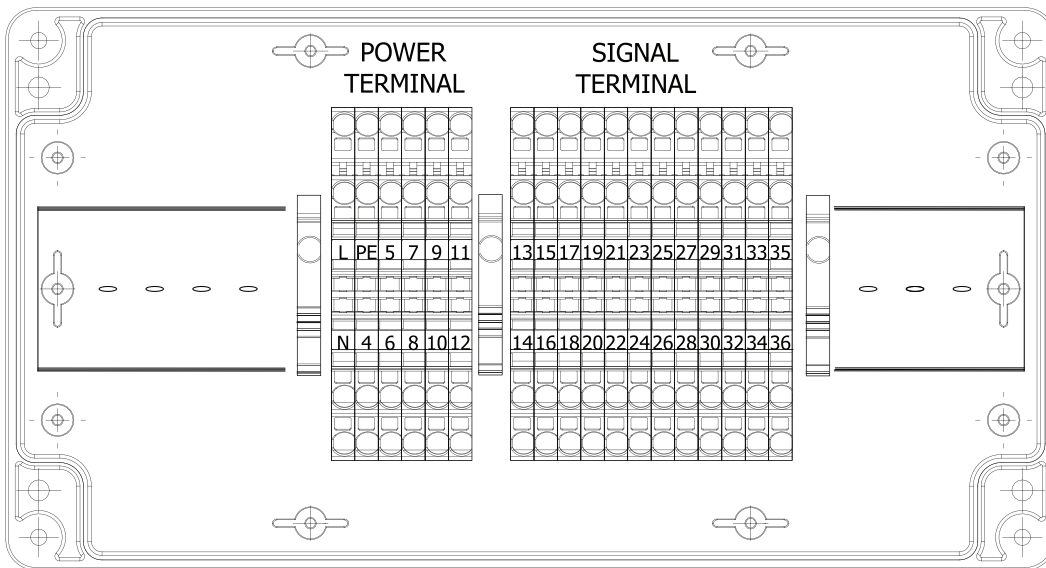 POWER
TERMINAL
SIGNAL
TERMINAL
L PE 5 7 9 11
13 15 17 19 21 23 25 27 29 31 33 35
N 4 6 8 10 12
14 16 18 20 22 24 26 28 30 32 34 36